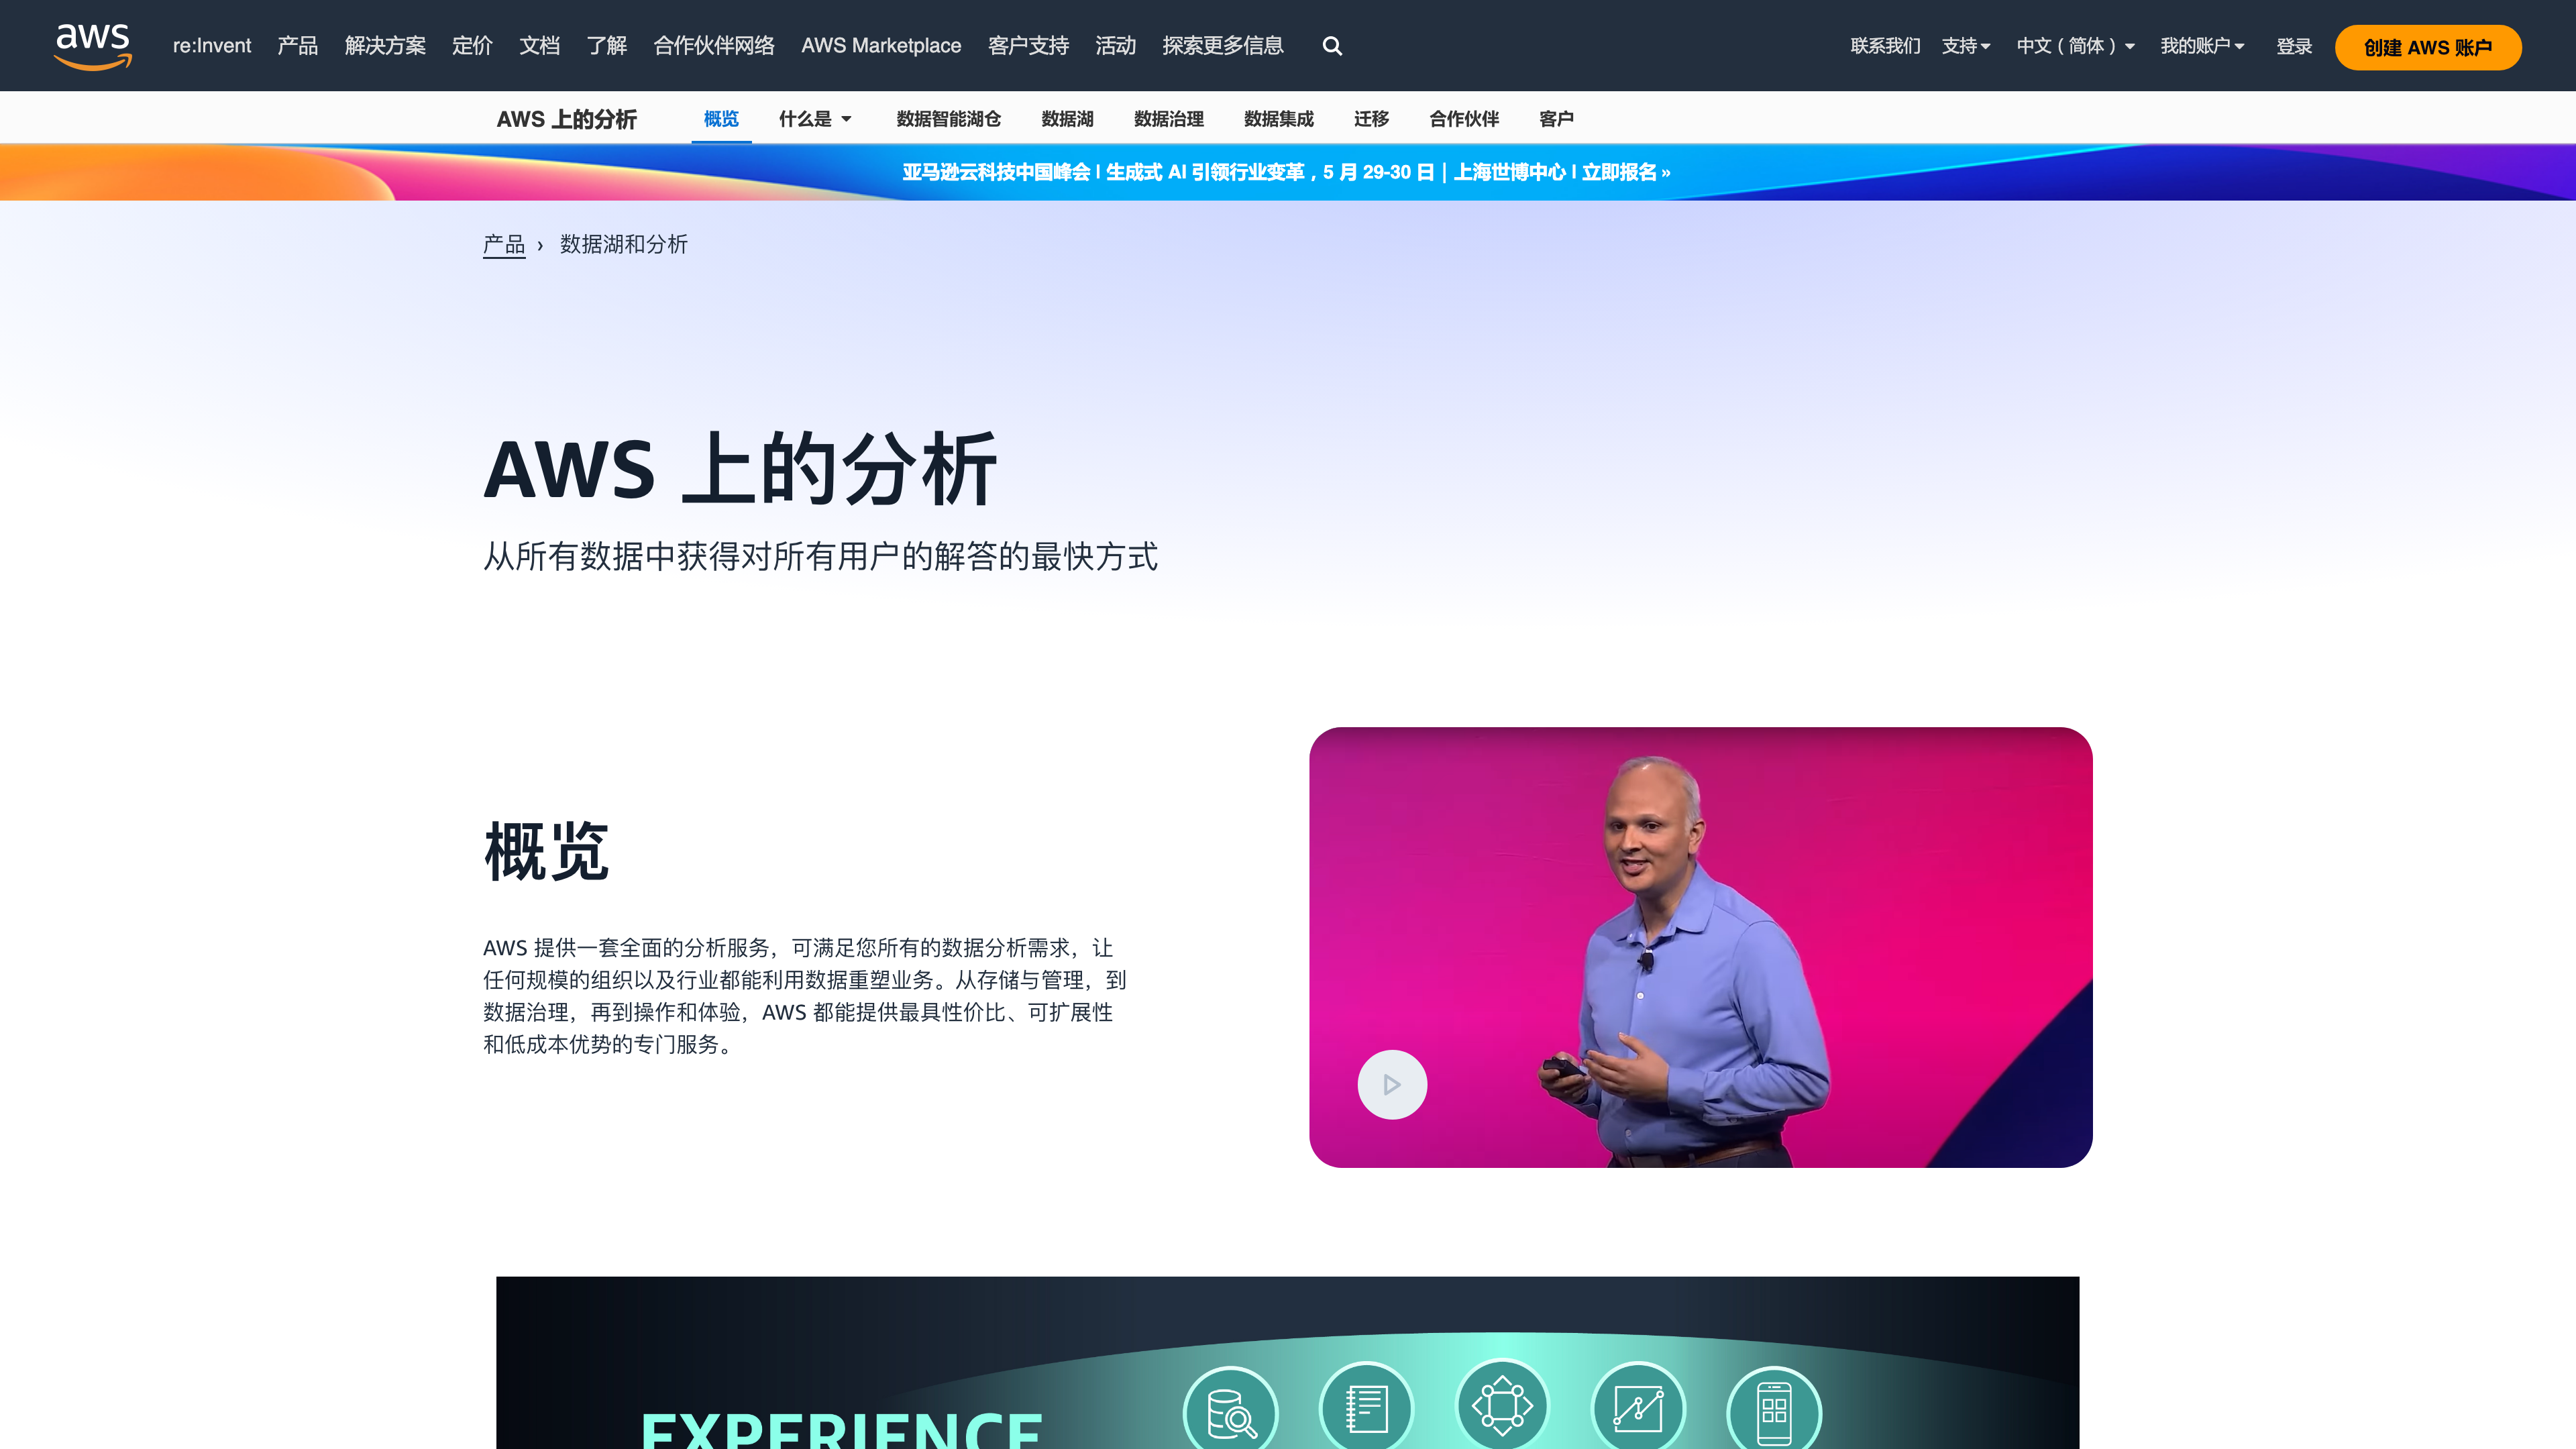 aws
re:Invent 产品 解决方案 定价 文档 了解 合作伙伴网络 AWS Marketplace 客户支持 活动 探索更多信息
联系我们 支持 中文（简体） 我的账户 登录 创建 AWS 账户
AWS 上的分析 概览 什么是 数据智能湖仓 数据湖 数据治理 数据集成 迁移 合作伙伴 客户
亚马逊云科技中国峰会 I 生成式 AI 引领行业变革，5 月 29-30 日｜上海世博中心 I 立即报名 »
产品 › 数据湖和分析
AWS 上的分析
从所有数据中获得对所有用户的解答的最快方式
概览
AWS 提供一套全面的分析服务，可满足您所有的数据分析需求，让
任何规模的组织以及行业都能利用数据重塑业务。从存储与管理，到
数据治理，再到操作和体验，AWS 都能提供最具性价比、可扩展性
和低成本优势的专门服务。
EXPERIENCE